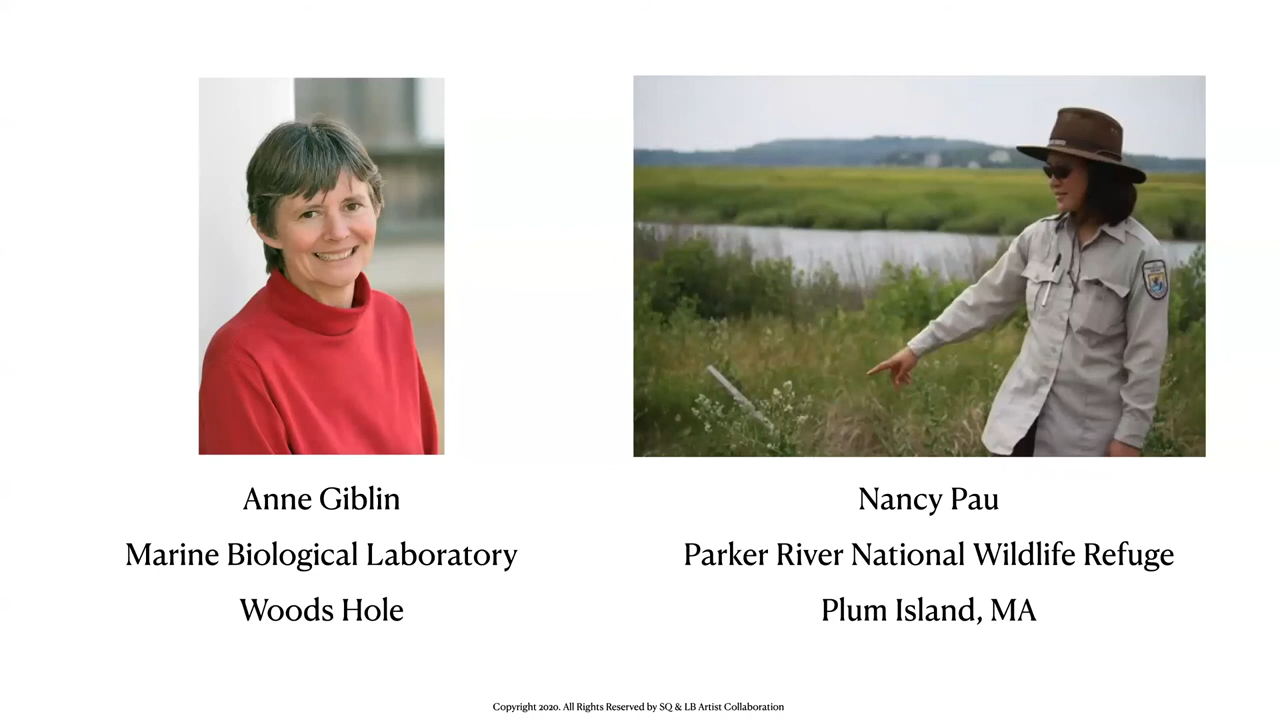 Anne Giblin
Marine Biological Laboratory
Woods Hole
Nancy Pau
Parker River National Wildlife Refuge
Plum Island, MA
Copyright 2020. All Rights Reserved by SQ & LB Artist Collaboration